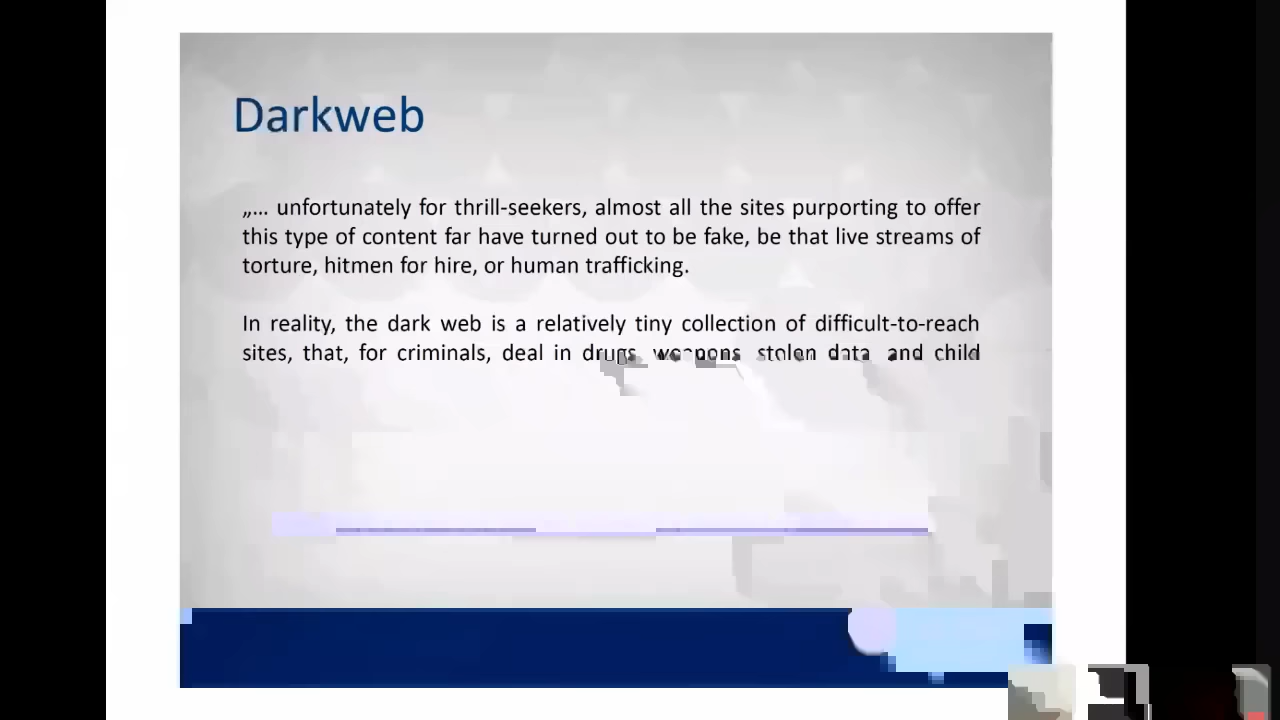 Darkweb
„... unfortunately for thrill-seekers, almost all the sites purporting to offer
this type of content far have turned out to be fake, be that live streams of
torture, hitmen for hire, or human trafficking.
In reality, the dark web is a relatively tiny collection of difficult-to-reach
sites, that, for criminals, deal in drugs, weapons, stolen data, and child